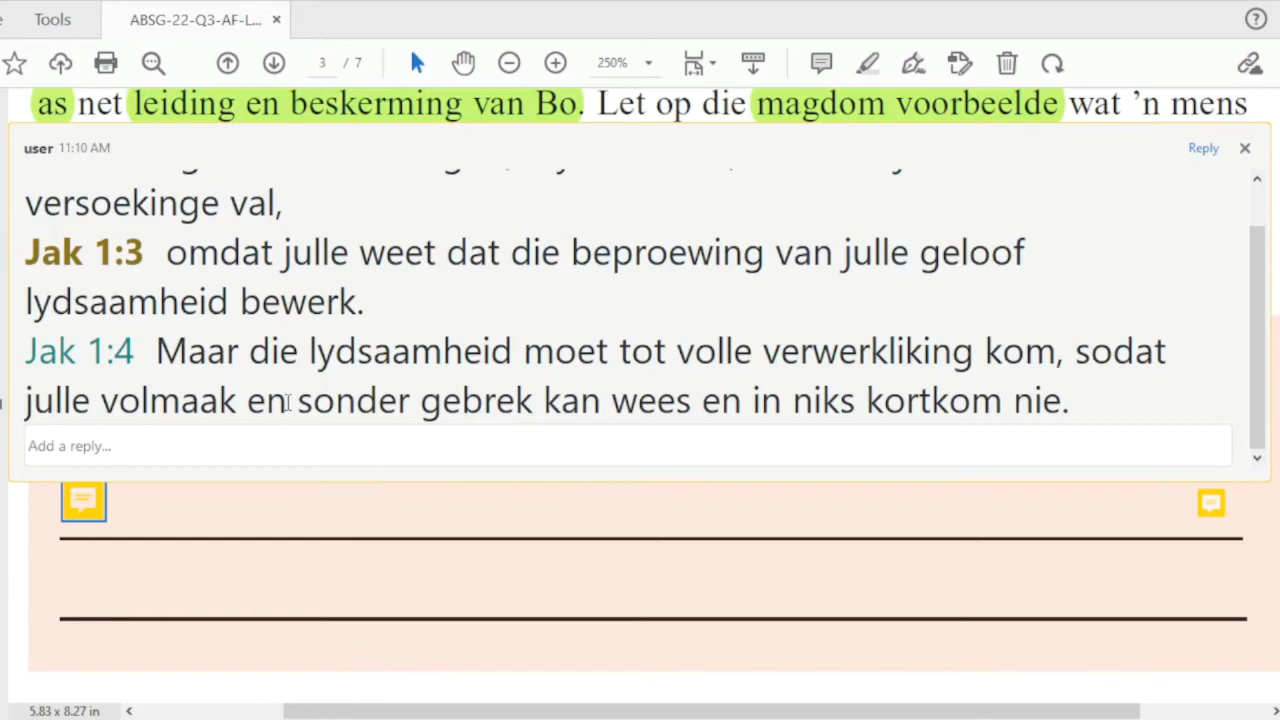 Tools
ABSG-22-Q3-AF-L... ×
3 / 7
250%
as net leiding en beskerming van Bo. Let op die magdom voorbeelde wat ’n mens
user 11:10 AM
Reply
versoekinge val,
Jak 1:3 omdat julle weet dat die beproewing van julle geloof
lydsaamheid bewerk.
Jak 1:4 Maar die lydsaamheid moet tot volle verwerkliking kom, sodat
julle volmaak en sonder gebrek kan wees en in niks kortkom nie.
Add a reply...
5.83 x 8.27 in